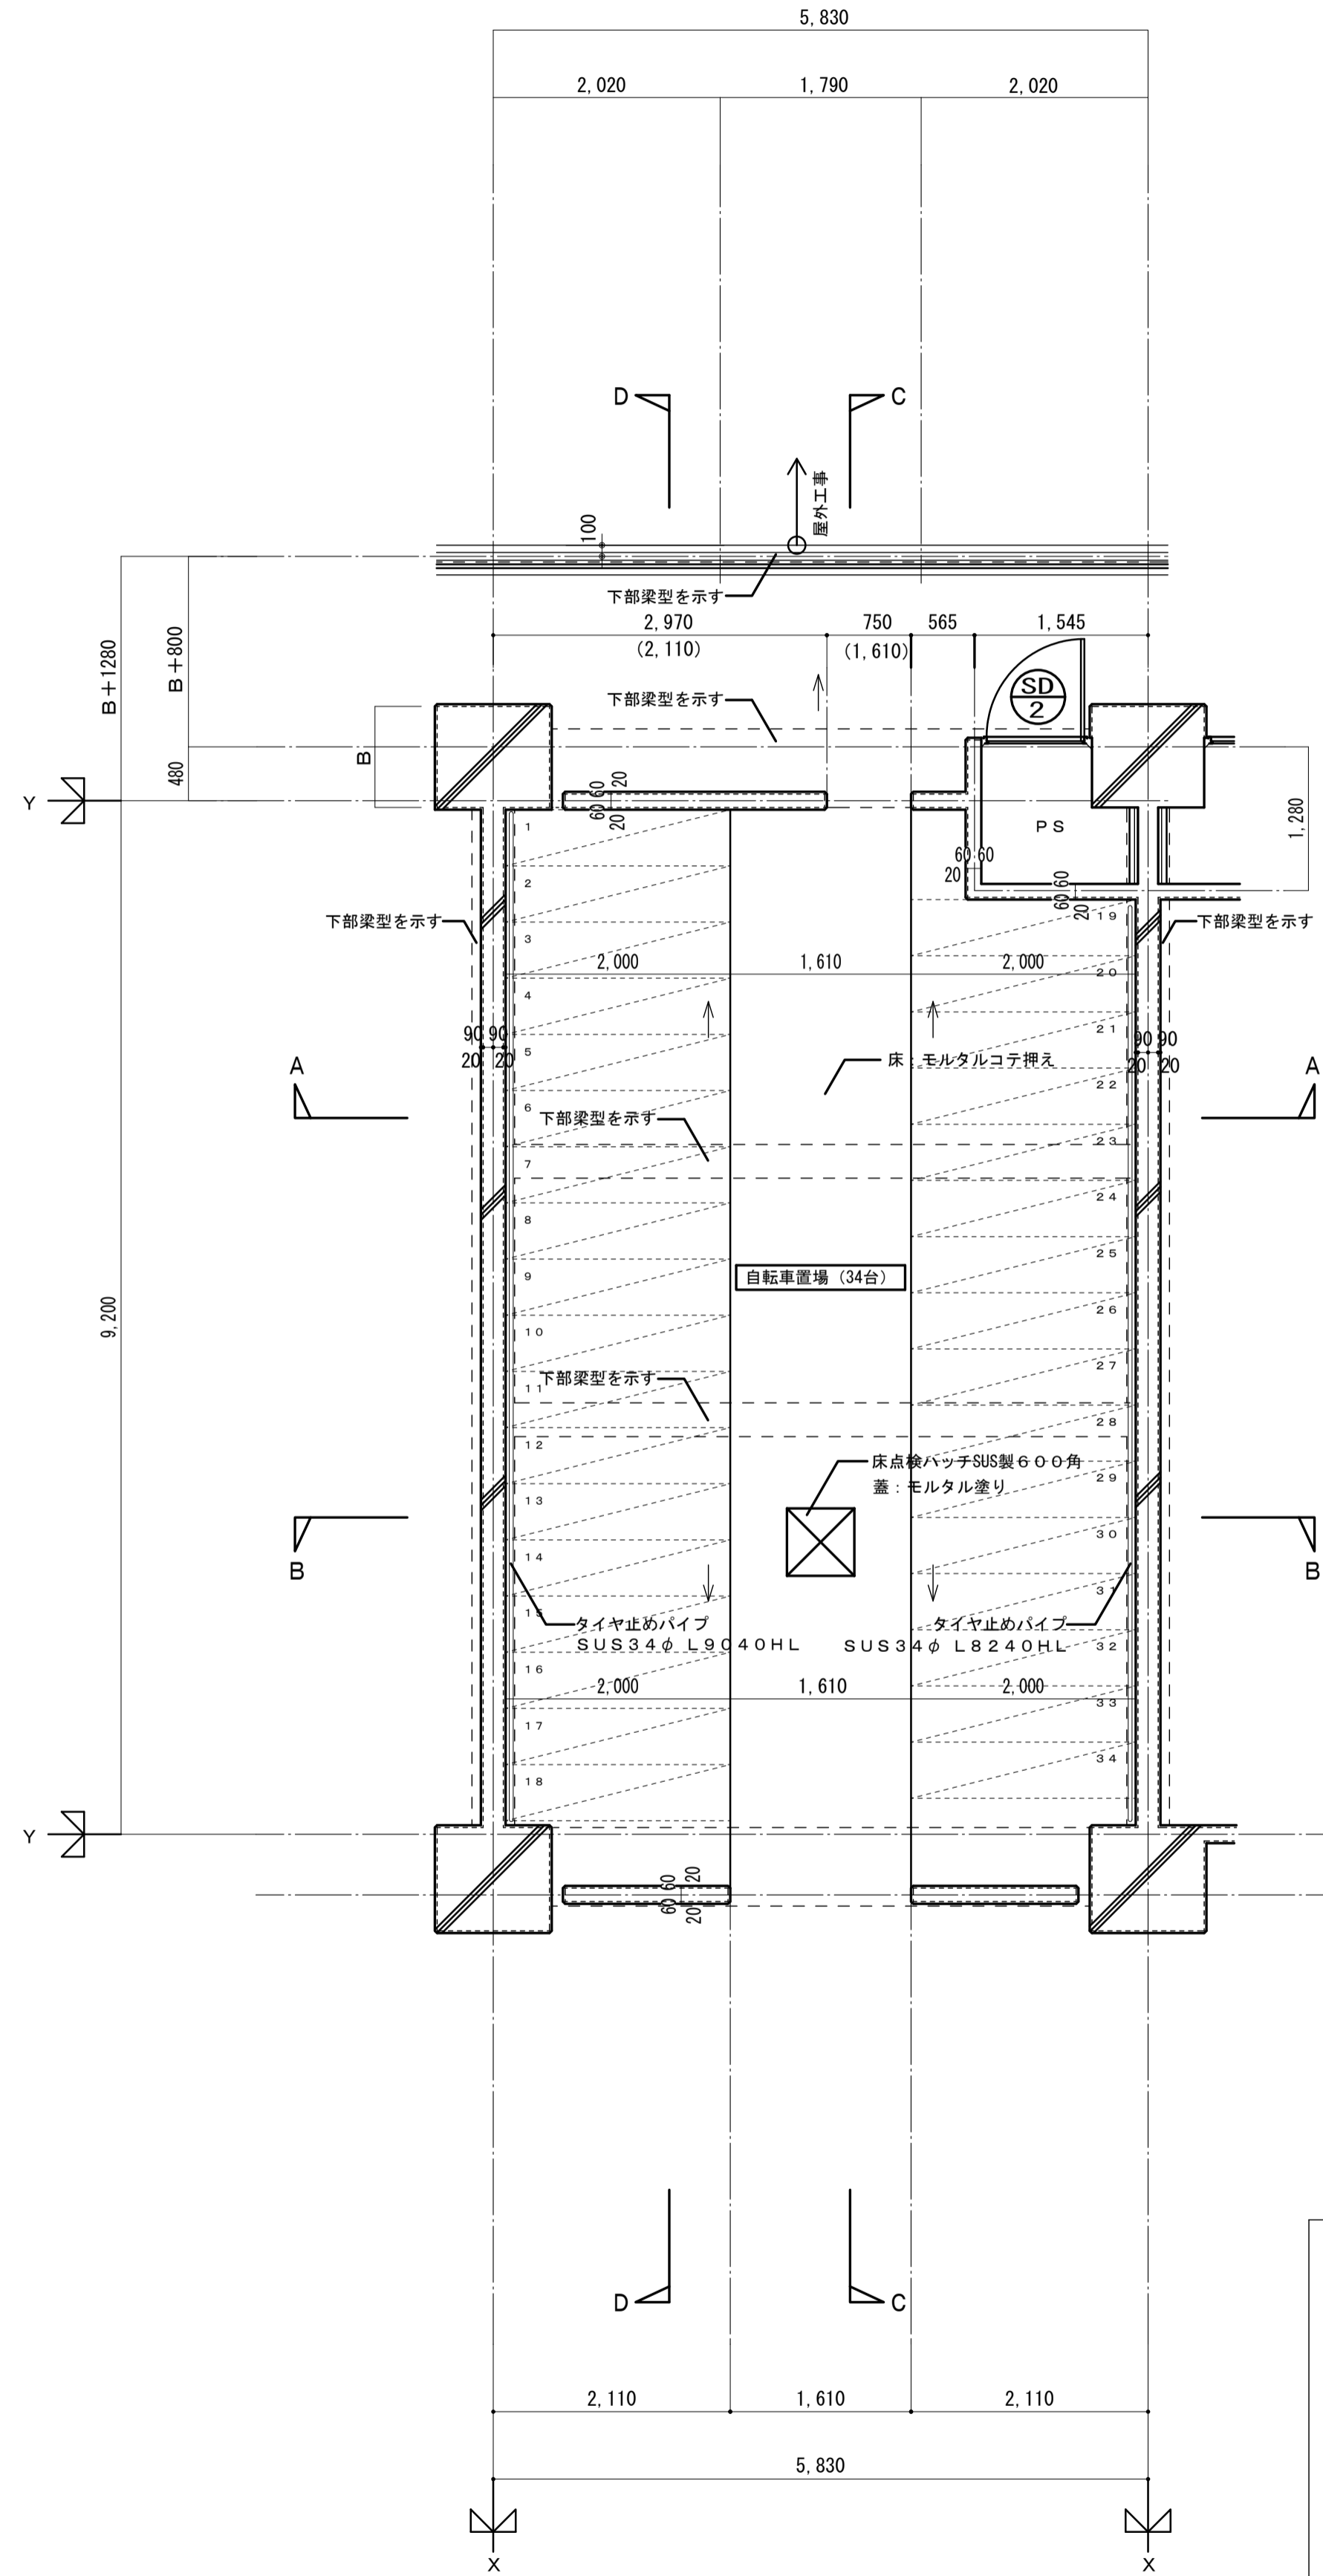 5,830
2,020
1,790
2,020
D
C
屋外工事
100
下部梁型を示す
B+1280
B+800
480
B
2,970
(2,110)
750
(1,610)
565
1,545
SD
2
下部梁型を示す
Y
60 60
20
20
PS
1,280
60 60
20
60 60
20
下部梁型を示す
下部梁型を示す
1
2
3
4
5
6
7
8
9
10
11
12
13
14
15
16
17
18
19
20
21
22
23
24
25
26
27
28
29
30
31
32
33
34
2,000
1,610
2,000
90 90
20 20
90 90
20 20
床:モルタルコテ押え
A
A
下部梁型を示す
自転車置場(34台)
9,200
下部梁型を示す
床点検ハッチSUS製600角
蓋:モルタル塗り
B
B
タイヤ止めパイプ
SUS34φ L9040HL
タイヤ止めパイプ
SUS34φ L8240HL
2,000
1,610
2,000
Y
60 60
20
20
D
C
2,110
1,610
2,110
5,830
X
X